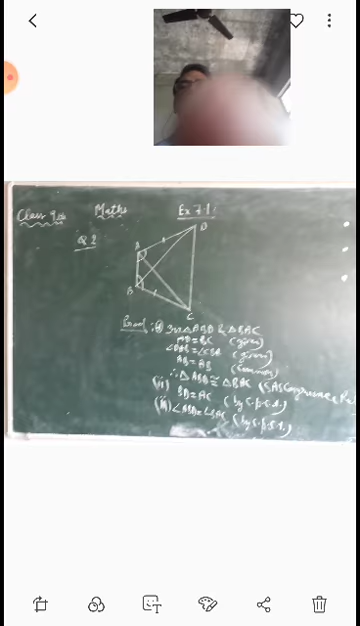 Class 9th Maths Ex 7.1:
Q.2
D
A
B
C
Proof:- (i) In △ABD & △BAC
AD = BC (given)
∠DAB = ∠CBA (given)
AB = AB (common)
∴ △ABD ≅ △BAC (SAS Congruence
(ii) BD = AC (by C.P.C.T.)
(iii) ∠ABD = ∠BAC (by C.P.C.T.)